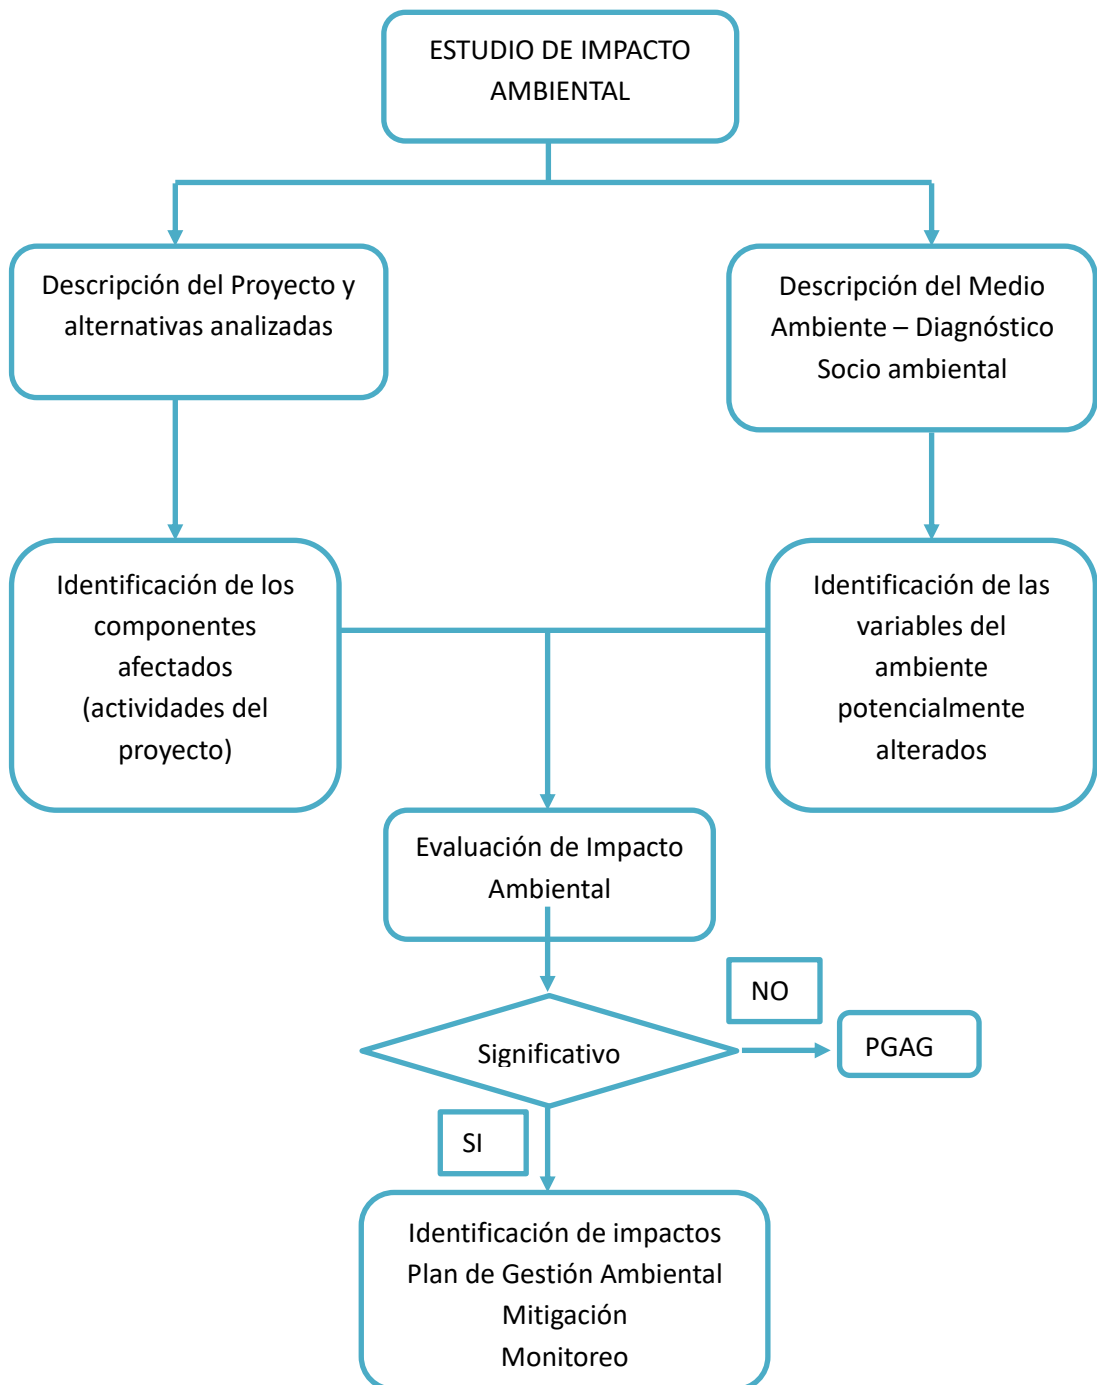 ESTUDIO DE IMPACTO
AMBIENTAL
Descripción del Proyecto y
alternativas analizadas
Descripción del Medio
Ambiente – Diagnóstico
Socio ambiental
Identificación de los
componentes
afectados
(actividades del
proyecto)
Identificación de las
variables del
ambiente
potencialmente
alterados
Evaluación de Impacto
Ambiental
NO
Significativo
PGAG
SI
Identificación de impactos
Plan de Gestión Ambiental
Mitigación
Monitoreo